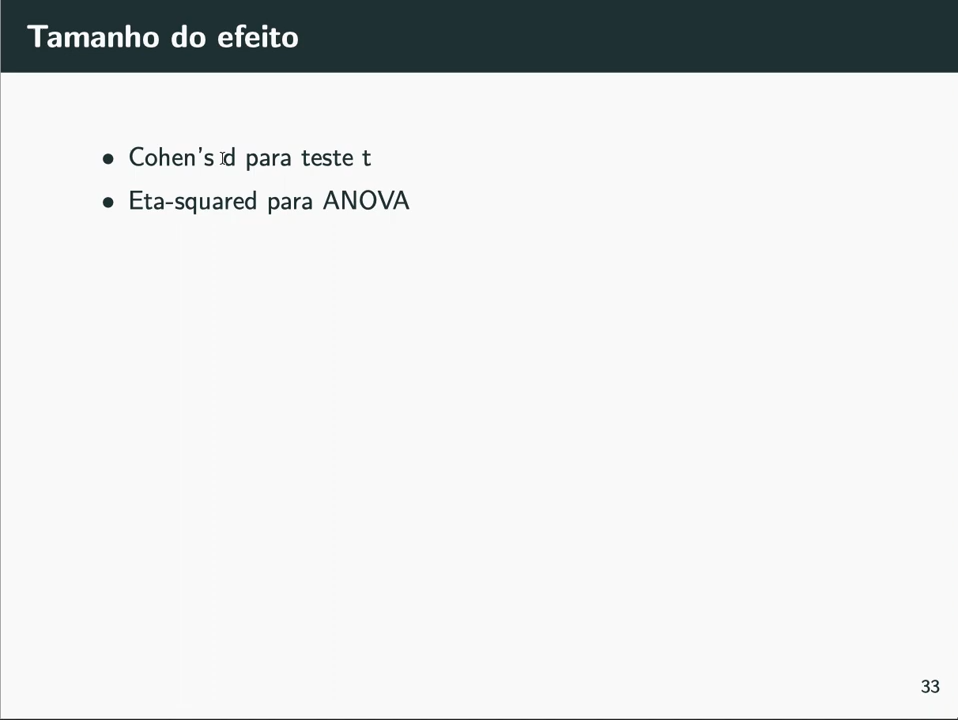 Tamanho do efeito
• Cohen's d para teste t
• Eta-squared para ANOVA
33